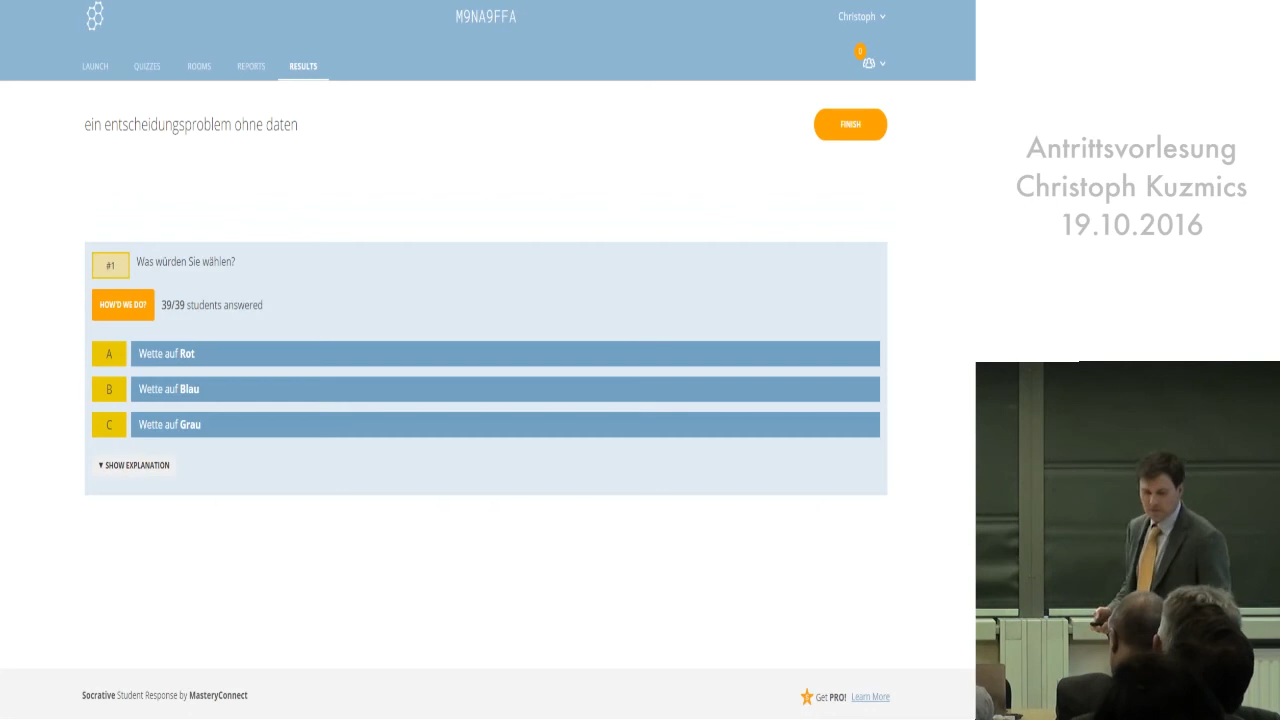 M9NA9FFA
Christoph
0
LAUNCH QUIZZES ROOMS REPORTS RESULTS
ein entscheidungsproblem ohne daten
FINISH
#1 Was würden Sie wählen?
HOW'D WE DO? 39/39 students answered
A Wette auf Rot
B Wette auf Blau
C Wette auf Grau
▼ SHOW EXPLANATION
Socrative Student Response by MasteryConnect
Get PRO! Learn More
Antrittsvorlesung
Christoph Kuzmics
19.10.2016